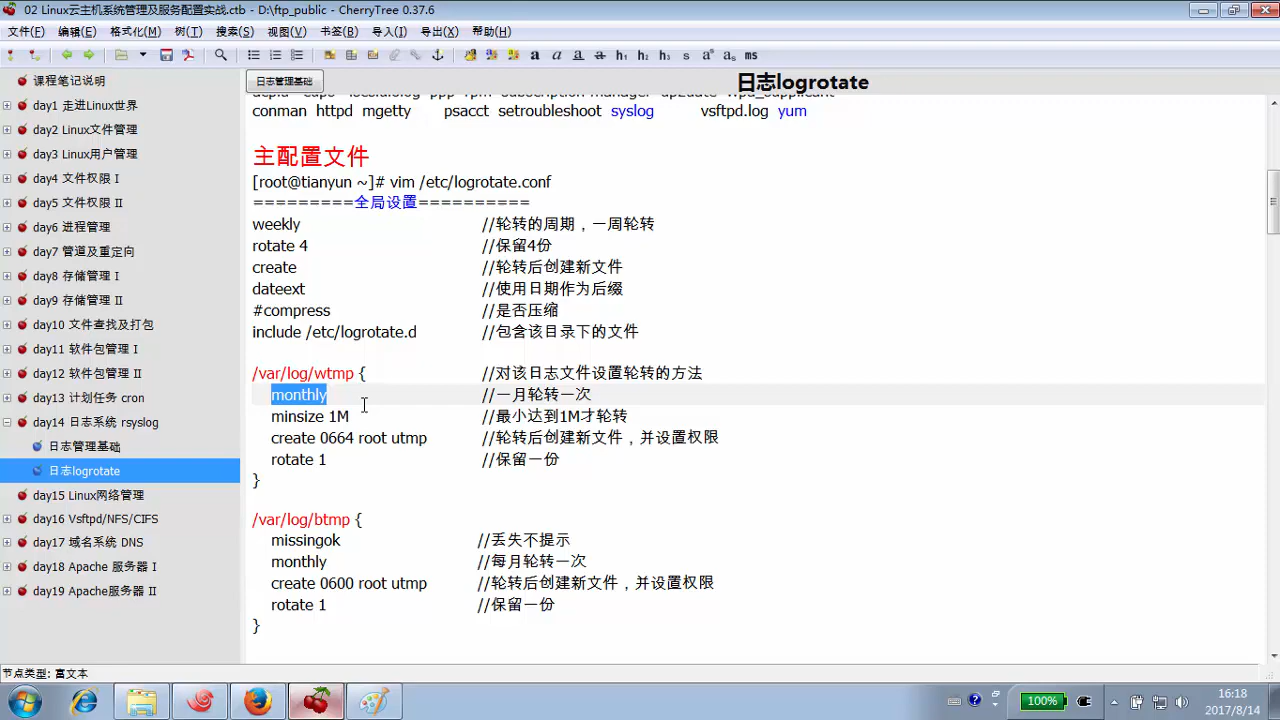 02 Linux云主机系统管理及服务配置实战.ctb - D:\ftp_public - CherryTree 0.37.6
文件(F) 编辑(E) 格式化(M) 树(T) 搜索(S) 视图(V) 书签(B) 导入(I) 导出(X) 帮助(H)
h₁ h₂ h₃ s ms
课程笔记说明
day1 走进Linux世界
day2 Linux文件管理
day3 Linux用户管理
day4 文件权限 I
day5 文件权限 II
day6 进程管理
day7 管道及重定向
day8 存储管理 I
day9 存储管理 II
day10 文件查找及打包
day11 软件包管理 I
day12 软件包管理 II
day13 计划任务 cron
day14 日志系统 rsyslog
日志管理基础
日志logrotate
day15 Linux网络管理
day16 Vsftpd/NFS/CIFS
day17 域名系统 DNS
day18 Apache 服务器 I
day19 Apache服务器 II
日志管理基础 日志logrotate
conman httpd mgetty psacct setroubleshoot syslog vsftpd.log yum
主配置文件
[root@tianyun ~]# vim /etc/logrotate.conf
=========全局设置==========
weekly //轮转的周期，一周轮转
rotate 4 //保留4份
create //轮转后创建新文件
dateext //使用日期作为后缀
#compress //是否压缩
include /etc/logrotate.d //包含该目录下的文件
/var/log/wtmp { //对该日志文件设置轮转的方法
monthly //一月轮转一次
minsize 1M //最小达到1M才轮转
create 0664 root utmp //轮转后创建新文件，并设置权限
rotate 1 //保留一份
}
/var/log/btmp {
missingok //丢失不提示
monthly //每月轮转一次
create 0600 root utmp //轮转后创建新文件，并设置权限
rotate 1 //保留一份
}
节点类型: 富文本
100%
16:18
2017/8/14